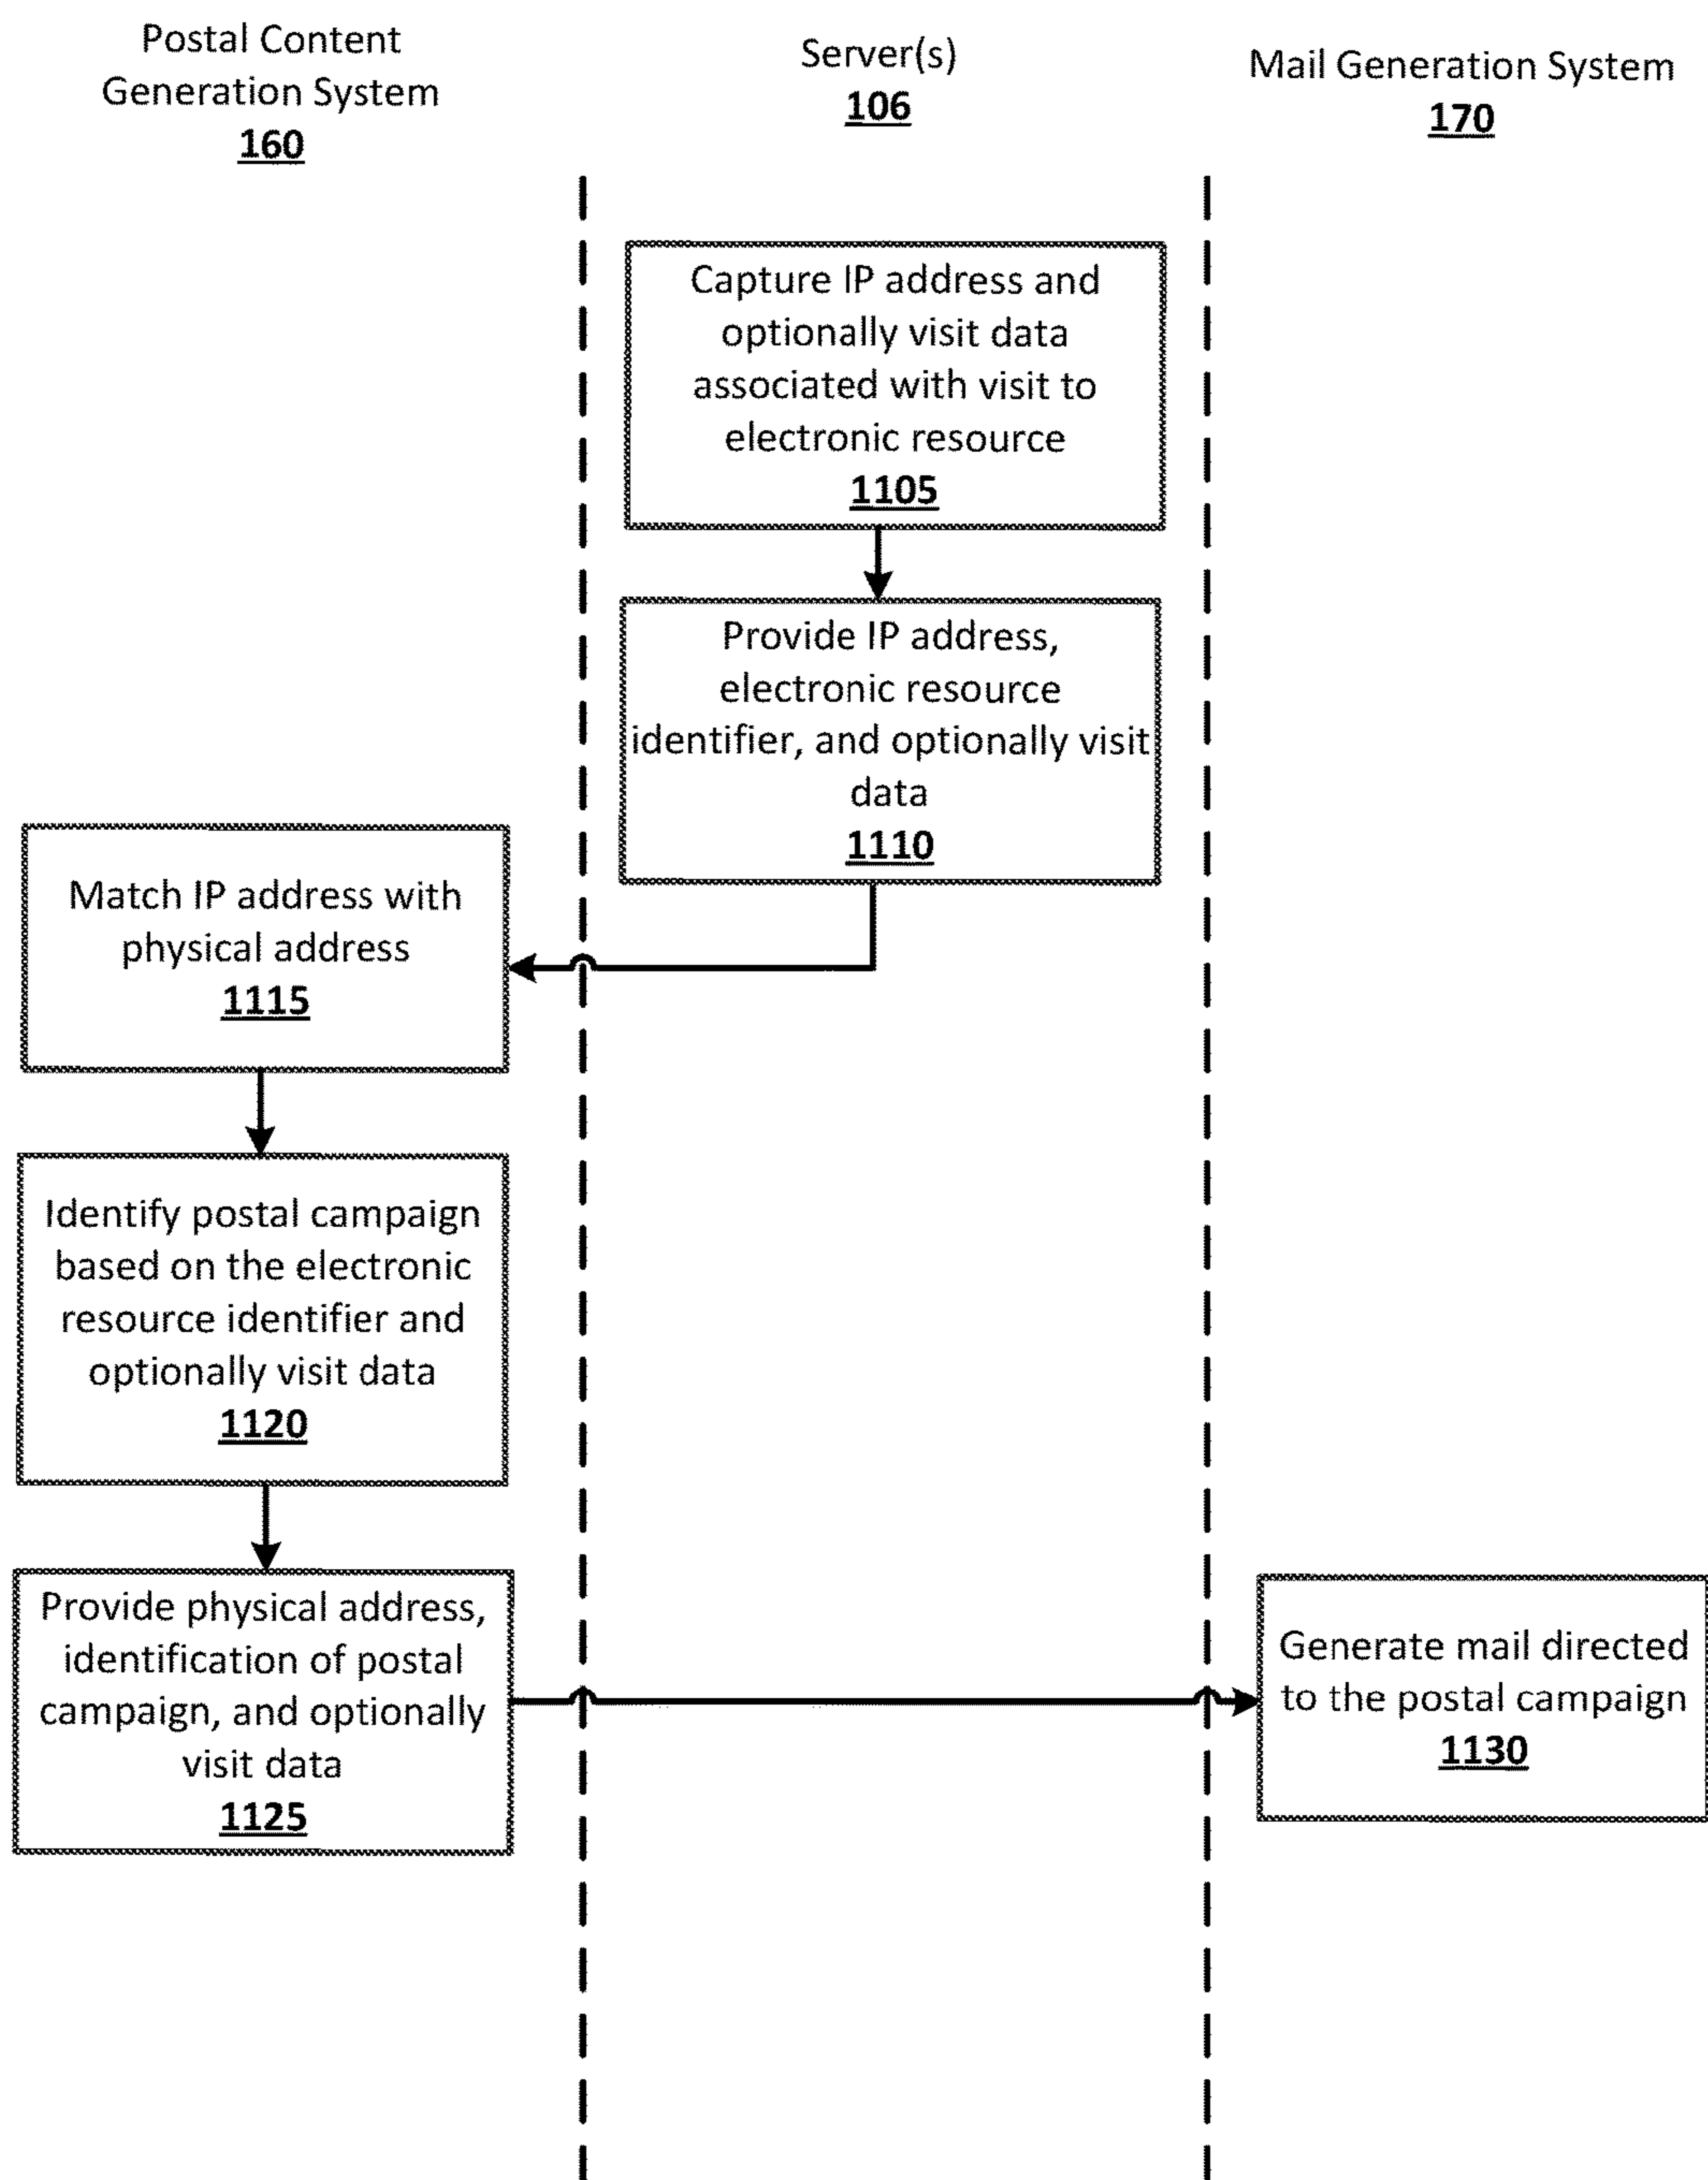 Postal Content
Generation System
160
Server(s)
106
Mail Generation System
170
Capture IP address and
optionally visit data
associated with visit to
electronic resource
1105
Provide IP address,
electronic resource
identifier, and optionally visit
data
1110
Match IP address with
physical address
1115
Identify postal campaign
based on the electronic
resource identifier and
optionally visit data
1120
Provide physical address,
identification of postal
campaign, and optionally
visit data
1125
Generate mail directed
to the postal campaign
1130